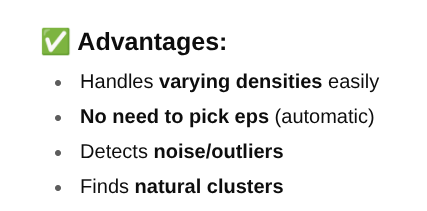 ✅ Advantages:
• Handles varying densities easily
• No need to pick eps (automatic)
• Detects noise/outliers
• Finds natural clusters